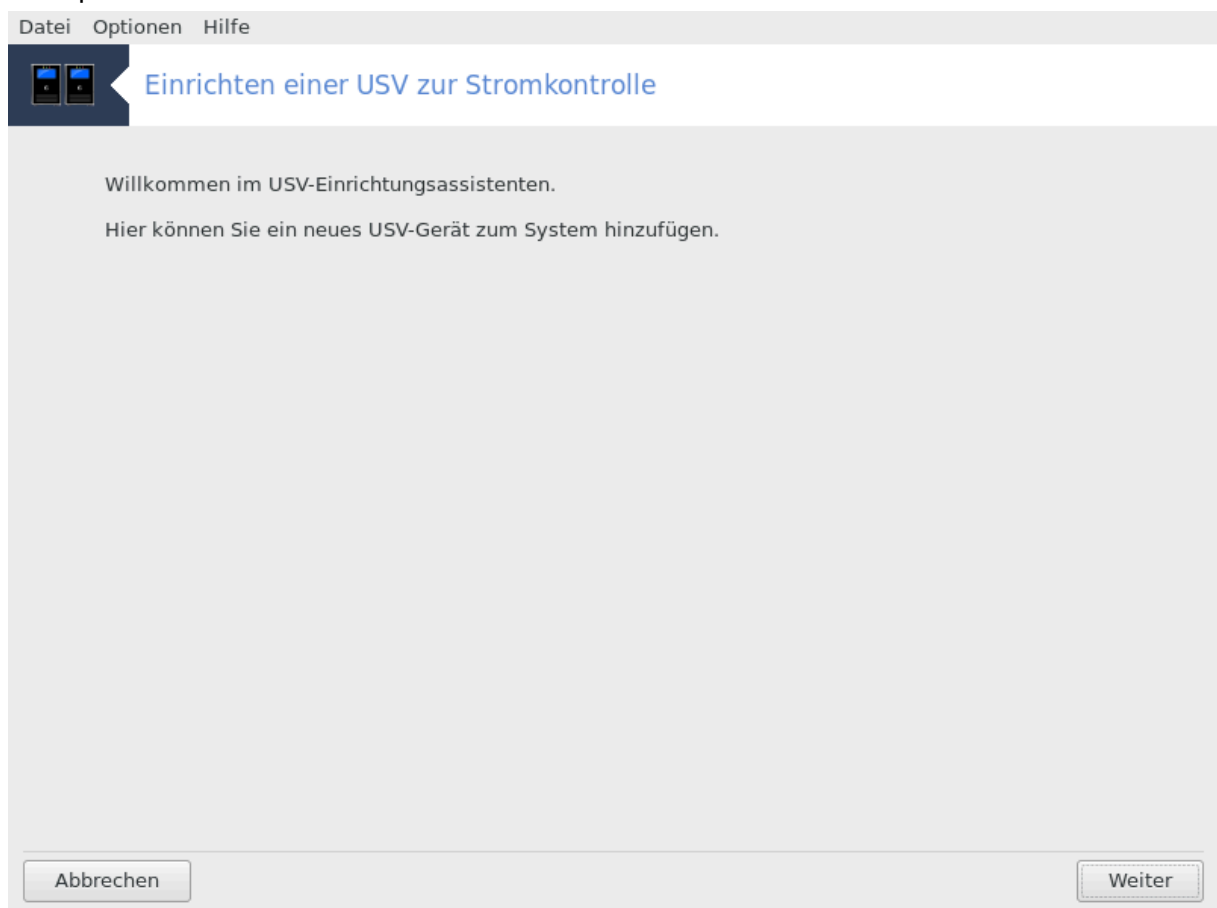 Datei Optionen Hilfe
Einrichten einer USV zur Stromkontrolle
Willkommen im USV-Einrichtungsassistenten.
Hier können Sie ein neues USV-Gerät zum System hinzufügen.
Abbrechen Weiter